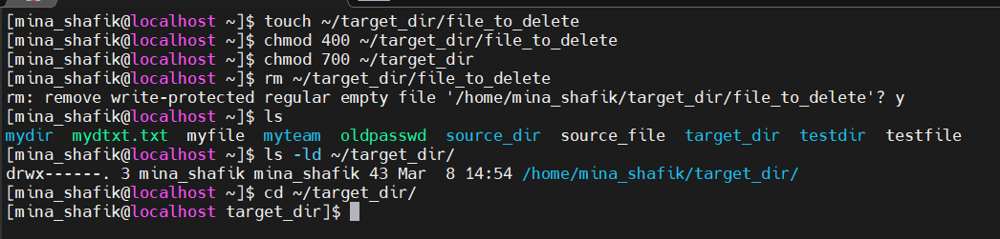 [mina_shafik@localhost ~]$ touch ~/target_dir/file_to_delete
[mina_shafik@localhost ~]$ chmod 400 ~/target_dir/file_to_delete
[mina_shafik@localhost ~]$ chmod 700 ~/target_dir
[mina_shafik@localhost ~]$ rm ~/target_dir/file_to_delete
rm: remove write-protected regular empty file '/home/mina_shafik/target_dir/file_to_delete'? y
[mina_shafik@localhost ~]$ ls
mydir  mydtxt.txt  myfile  myteam  oldpasswd  source_dir  source_file  target_dir  testdir  testfile
[mina_shafik@localhost ~]$ ls -ld ~/target_dir/
drwx------. 3 mina_shafik mina_shafik 43 Mar  8 14:54 /home/mina_shafik/target_dir/
[mina_shafik@localhost ~]$ cd ~/target_dir/
[mina_shafik@localhost target_dir]$